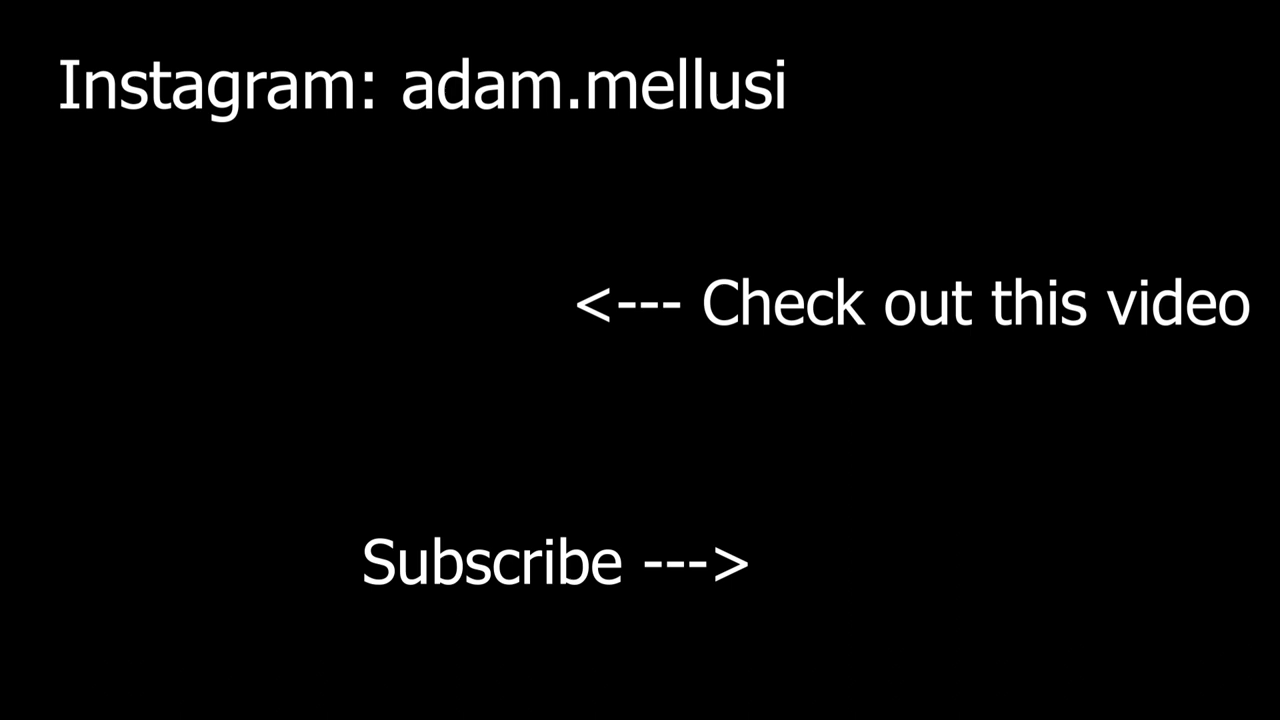 Instagram: adam.mellusi
<--- Check out this video
Subscribe --->